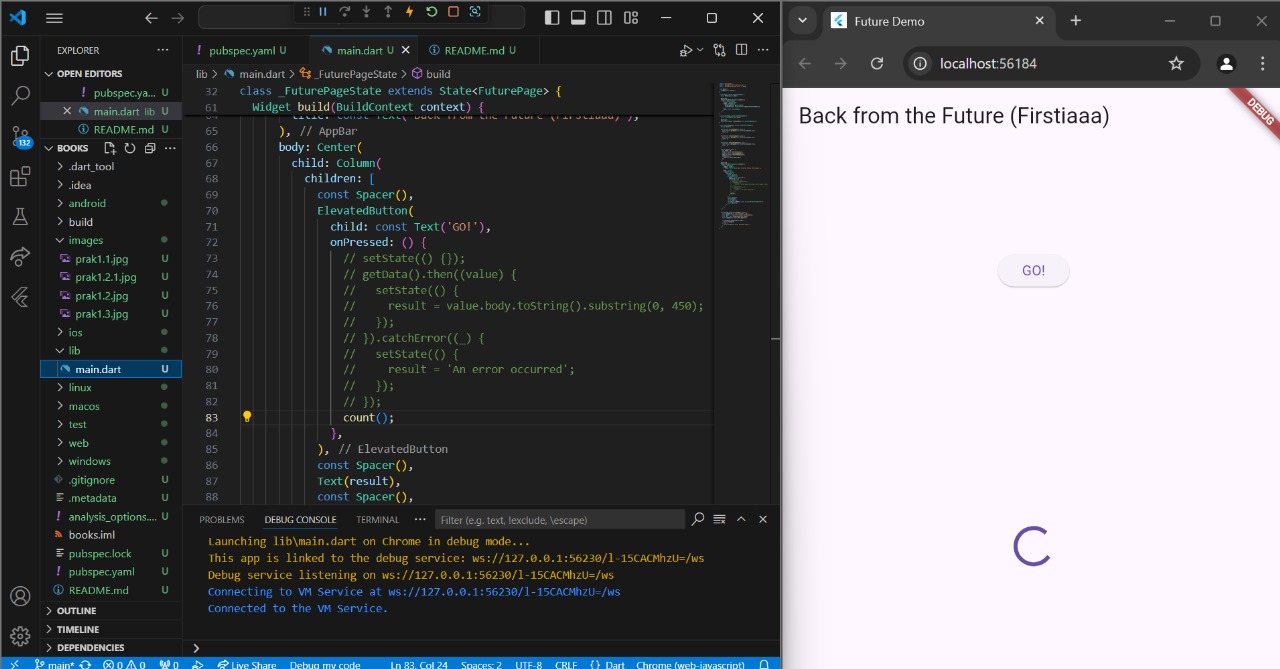 pubspec.yaml U
main.dart U
README.md U
EXPLORER
OPEN EDITORS
pubspec.ya... U
main.dart lib U
README.md U
132
BOOKS
.dart_tool
.idea
android
build
images
prak1.1.jpg U
prak1.2.1.jpg U
prak1.2.jpg U
prak1.3.jpg U
ios
lib
main.dart U
linux
macos
test
web
windows
.gitignore U
.metadata U
analysis_options.... U
books.iml
pubspec.lock U
pubspec.yaml U
README.md U
OUTLINE
TIMELINE
DEPENDENCIES
lib > main.dart > _FuturePageState > build
32 class _FuturePageState extends State<FuturePage> {
61 Widget build(BuildContext context) {
64 title: const Text('Back from the Future (Firstiaaa)'),
65 ), // AppBar
66 body: Center(
67 child: Column(
68 children: [
69 const Spacer(),
70 ElevatedButton(
71 child: const Text('GO!'),
72 onPressed: () {
73 // setState(() {});
74 // getData().then((value) {
75 //   setState(() {
76 //     result = value.body.toString().substring(0, 450);
77 //   });
78 // }).catchError((_) {
79 //   setState(() {
80 //     result = 'An error occurred';
81 //   });
82 // });
83 count();
84 },
85 ), // ElevatedButton
86 const Spacer(),
87 Text(result),
88 const Spacer(),
PROBLEMS DEBUG CONSOLE TERMINAL ... Filter (e.g. text, !exclude, \escape)
Launching lib\main.dart on Chrome in debug mode...
This app is linked to the debug service: ws://127.0.0.1:56230/l-15CACMhzU=/ws
Debug service listening on ws://127.0.0.1:56230/l-15CACMhzU=/ws
Connecting to VM Service at ws://127.0.0.1:56230/l-15CACMhzU=/ws
Connected to the VM Service.
main* 0 0 0 Live Share Debug my code Ln 83, Col 24 Spaces: 2 UTF-8 CRLF {} Dart Chrome (web-javascript)
Future Demo
localhost:56184
DEBUG
Back from the Future (Firstiaaa)
GO!